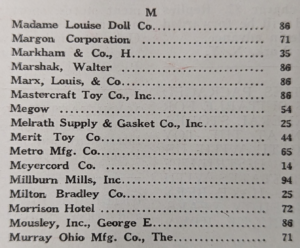 M
Madame Louise Doll Co. 86
Margon Corporation 71
Markham & Co., H. 35
Marshak, Walter 86
Marx, Louis, & Co. 86
Mastercraft Toy Co., Inc. 86
Megow 54
Melrath Supply & Gasket Co., Inc. 25
Merit Toy Co. 44
Metro Mfg. Co. 65
Meyercord Co. 14
Millburn Mills, Inc. 94
Milton Bradley Co. 25
Morrison Hotel 72
Mousley, Inc., George E. 86
Murray Ohio Mfg. Co., The 71